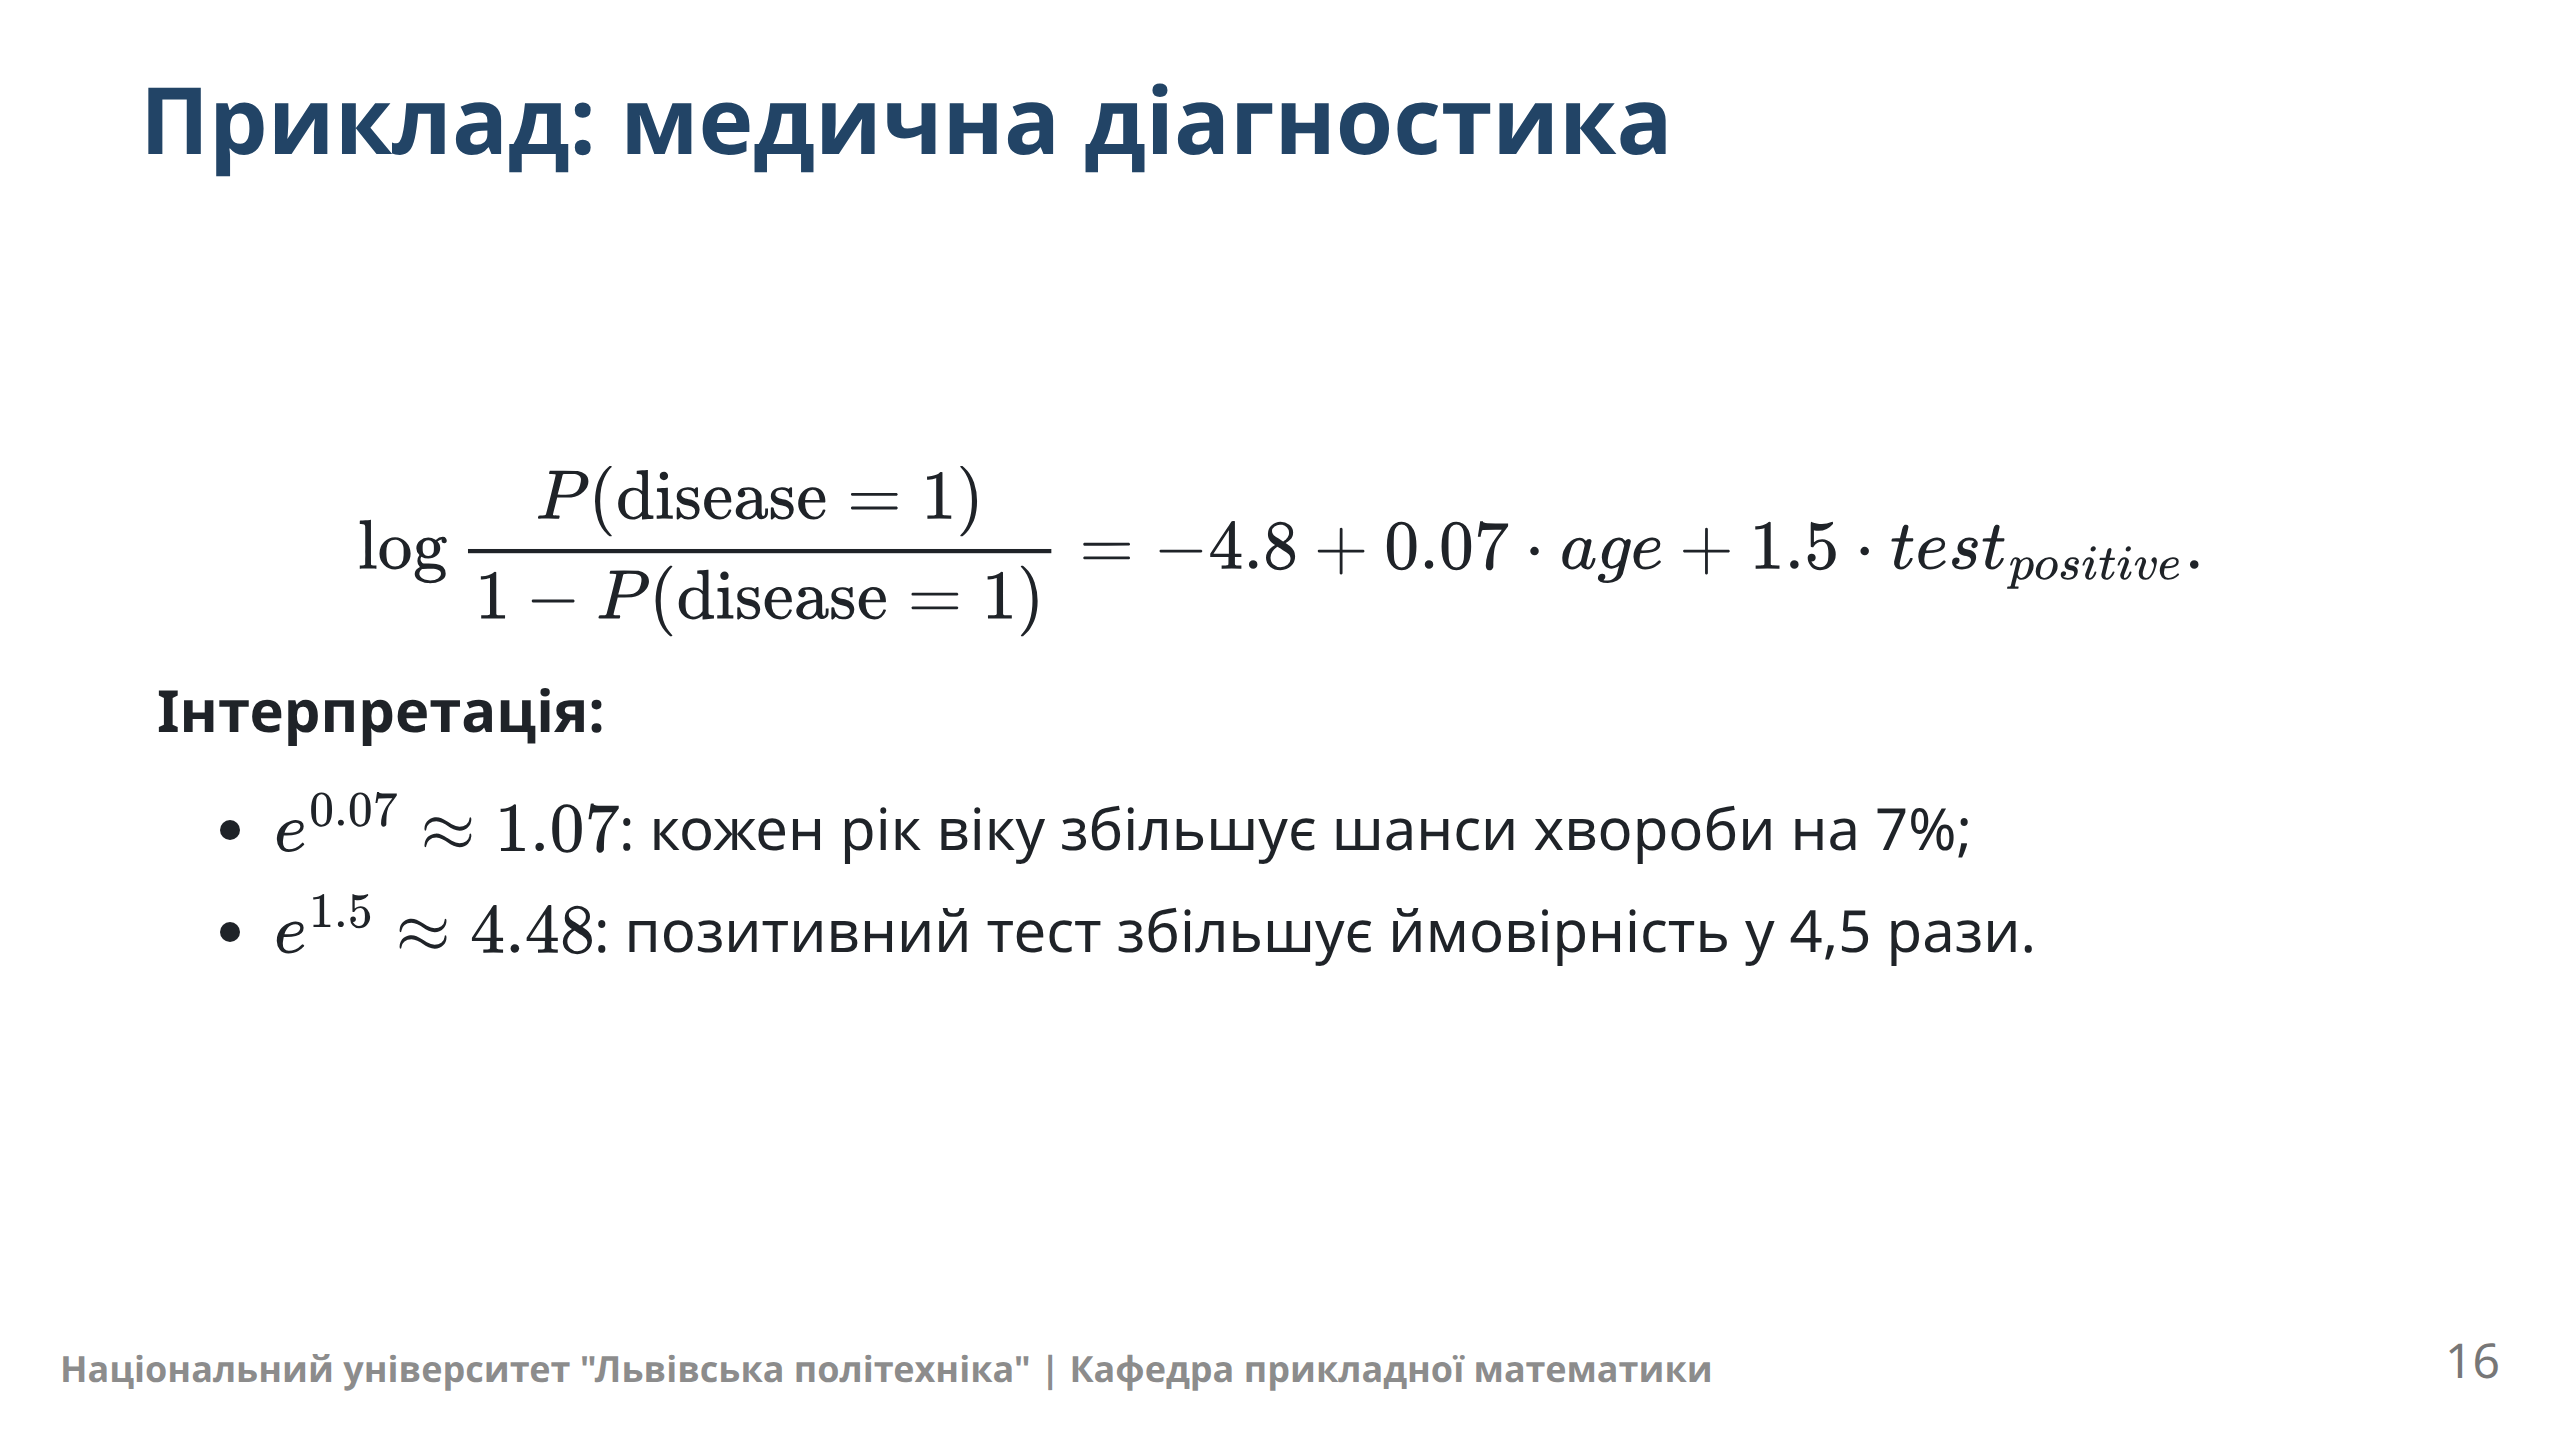 Приклад: медична діагностика
log P(disease = 1) / 1 − P(disease = 1) = −4.8 + 0.07 · age + 1.5 · test_positive.
Інтерпретація:
• e^0.07 ≈ 1.07: кожен рік віку збільшує шанси хвороби на 7%;
• e^1.5 ≈ 4.48: позитивний тест збільшує ймовірність у 4,5 рази.
Національний університет "Львівська політехніка" | Кафедра прикладної математики
16